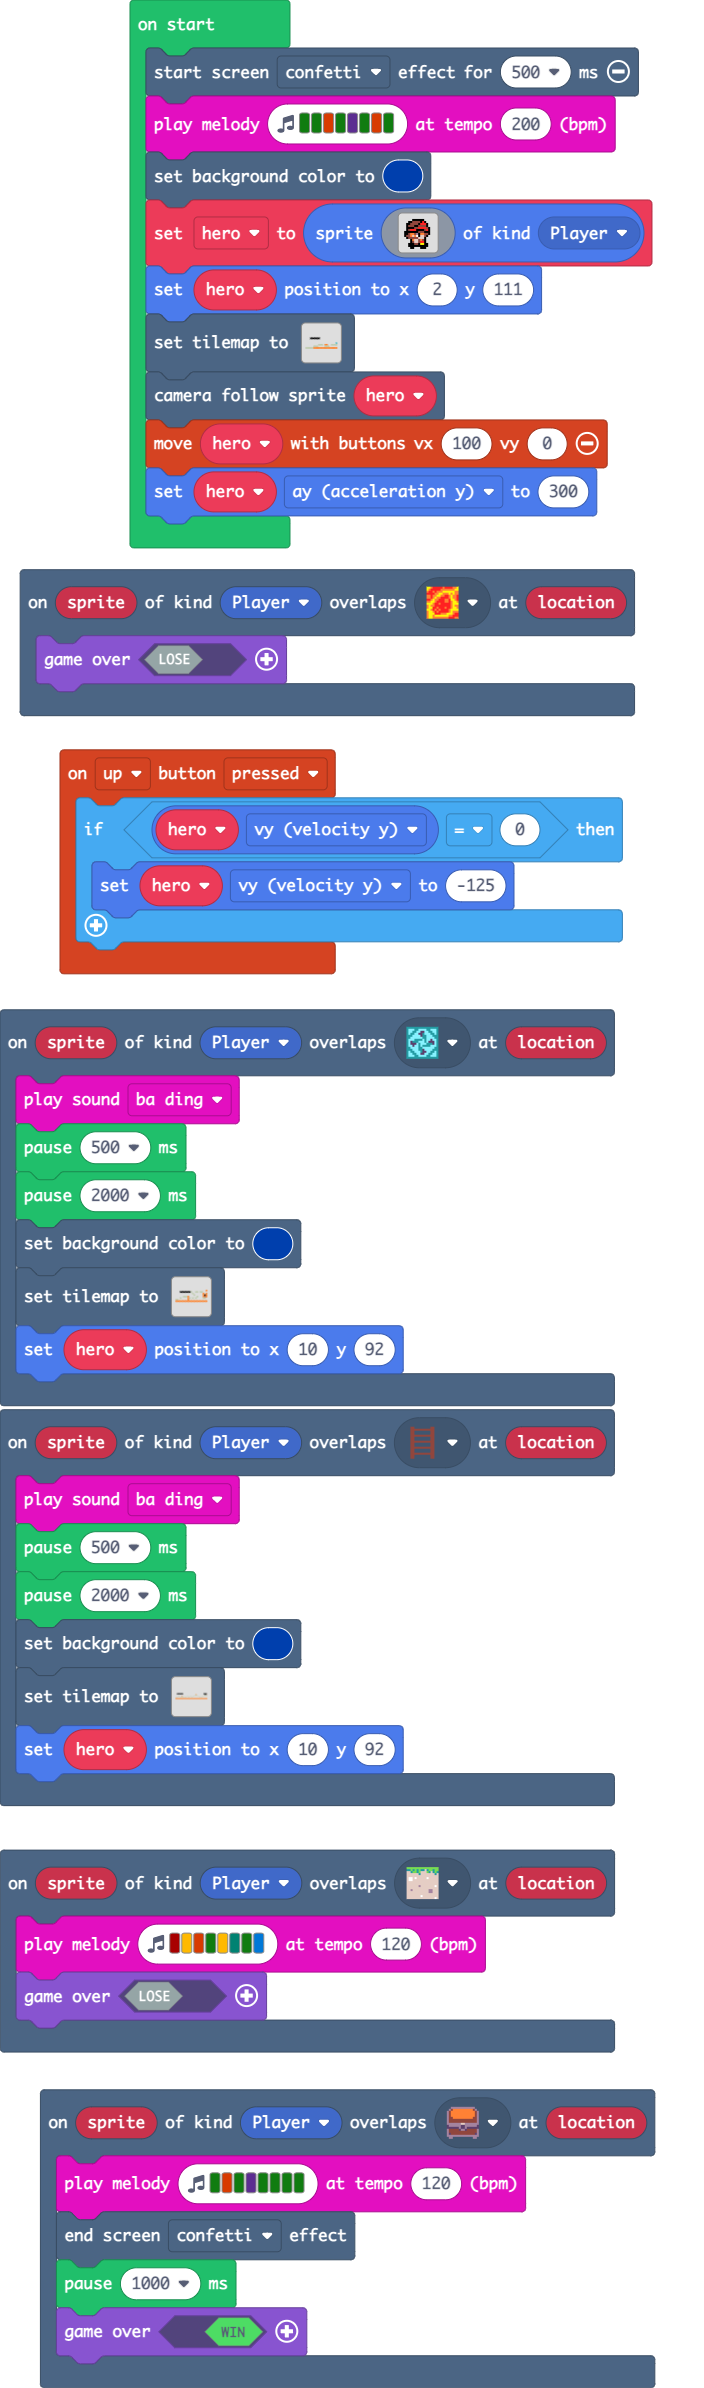 on start
start screen confetti effect for 500 ms
play melody at tempo 200 (bpm)
set background color to
set hero to sprite of kind Player
set hero position to x 2 y 111
set tilemap to
camera follow sprite hero
move hero with buttons vx 100 vy 0
set hero ay (acceleration y) to 300
on sprite of kind Player overlaps at location
game over LOSE
on up button pressed
if hero vy (velocity y) = 0 then
set hero vy (velocity y) to -125
on sprite of kind Player overlaps at location
play sound ba ding
pause 500 ms
pause 2000 ms
set background color to
set tilemap to
set hero position to x 10 y 92
on sprite of kind Player overlaps at location
play sound ba ding
pause 500 ms
pause 2000 ms
set background color to
set tilemap to
set hero position to x 10 y 92
on sprite of kind Player overlaps at location
play melody at tempo 120 (bpm)
game over LOSE
on sprite of kind Player overlaps at location
play melody at tempo 120 (bpm)
end screen confetti effect
pause 1000 ms
game over WIN